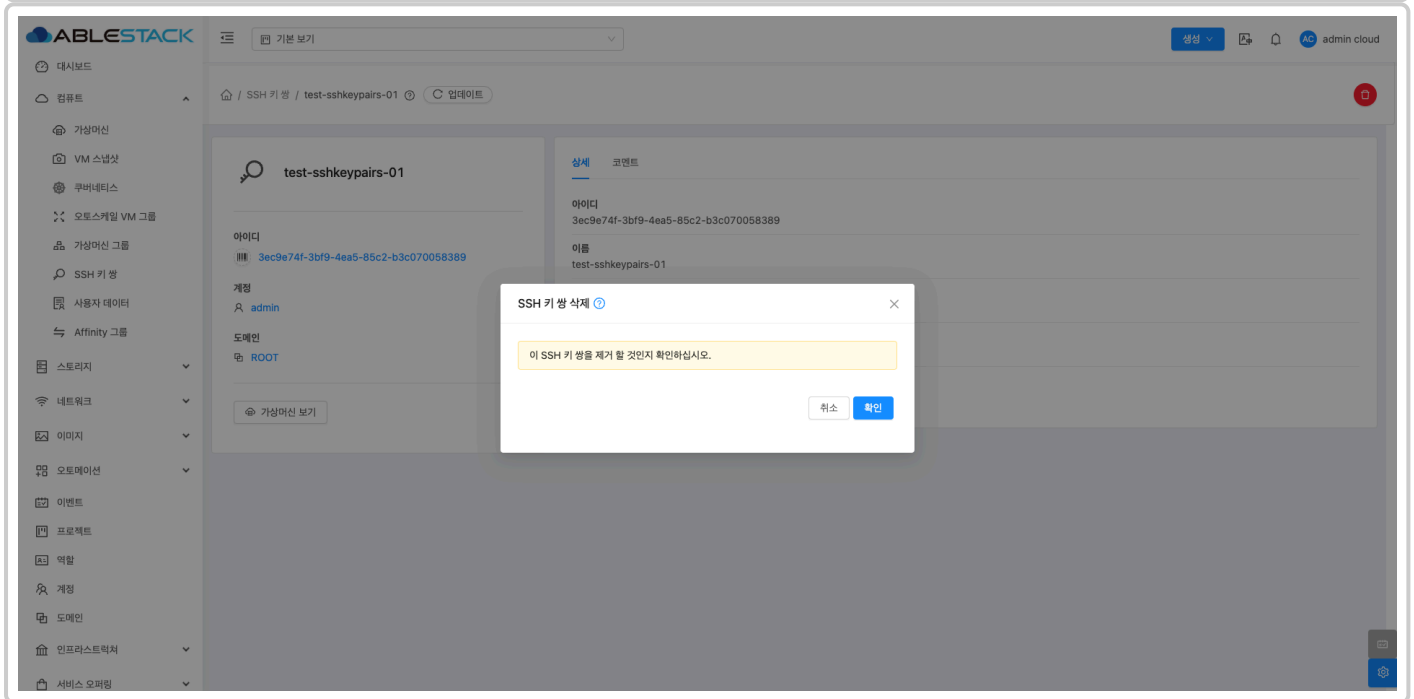 ABLESTACK
기본 보기
생성
AC admin cloud
대시보드
컴퓨트
가상머신
VM 스냅샷
쿠버네티스
오토스케일 VM 그룹
가상머신 그룹
SSH 키 쌍
사용자 데이터
Affinity 그룹
스토리지
네트워크
이미지
오토메이션
이벤트
프로젝트
역할
계정
도메인
인프라스트럭쳐
서비스 오퍼링
/ SSH 키 쌍 / test-sshkeypairs-01 업데이트
test-sshkeypairs-01
아이디
3ec9e74f-3bf9-4ea5-85c2-b3c070058389
계정
admin
도메인
ROOT
가상머신 보기
상세 코멘트
아이디
3ec9e74f-3bf9-4ea5-85c2-b3c070058389
이름
test-sshkeypairs-01
SSH 키 쌍 삭제
이 SSH 키 쌍을 제거 할 것인지 확인하십시오.
취소 확인